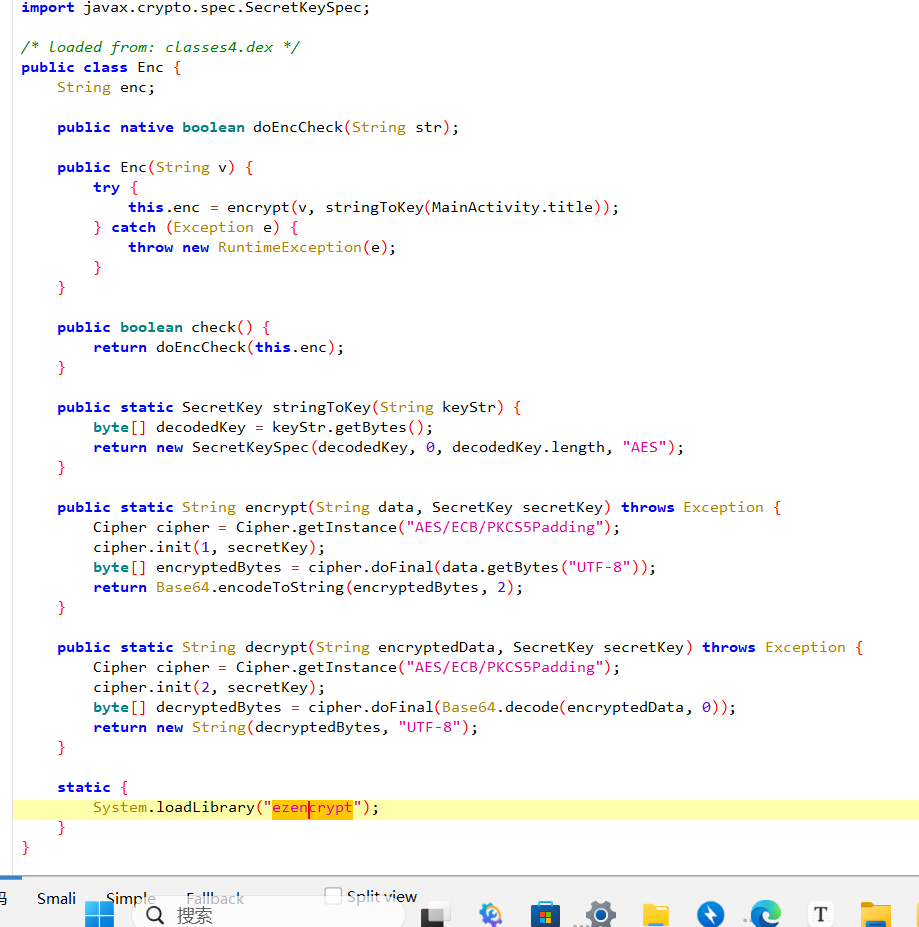 import javax.crypto.spec.SecretKeySpec;
/* loaded from: classes4.dex */
public class Enc {
    String enc;
    public native boolean doEncCheck(String str);
    public Enc(String v) {
        try {
            this.enc = encrypt(v, stringToKey(MainActivity.title));
        } catch (Exception e) {
            throw new RuntimeException(e);
        }
    }
    public boolean check() {
        return doEncCheck(this.enc);
    }
    public static SecretKey stringToKey(String keyStr) {
        byte[] decodedKey = keyStr.getBytes();
        return new SecretKeySpec(decodedKey, 0, decodedKey.length, "AES");
    }
    public static String encrypt(String data, SecretKey secretKey) throws Exception {
        Cipher cipher = Cipher.getInstance("AES/ECB/PKCS5Padding");
        cipher.init(1, secretKey);
        byte[] encryptedBytes = cipher.doFinal(data.getBytes("UTF-8"));
        return Base64.encodeToString(encryptedBytes, 2);
    }
    public static String decrypt(String encryptedData, SecretKey secretKey) throws Exception {
        Cipher cipher = Cipher.getInstance("AES/ECB/PKCS5Padding");
        cipher.init(2, secretKey);
        byte[] decryptedBytes = cipher.doFinal(Base64.decode(encryptedData, 0));
        return new String(decryptedBytes, "UTF-8");
    }
    static {
        System.loadLibrary("ezencrypt");
    }
}
Smali Simple Fallback Split view
搜索 T